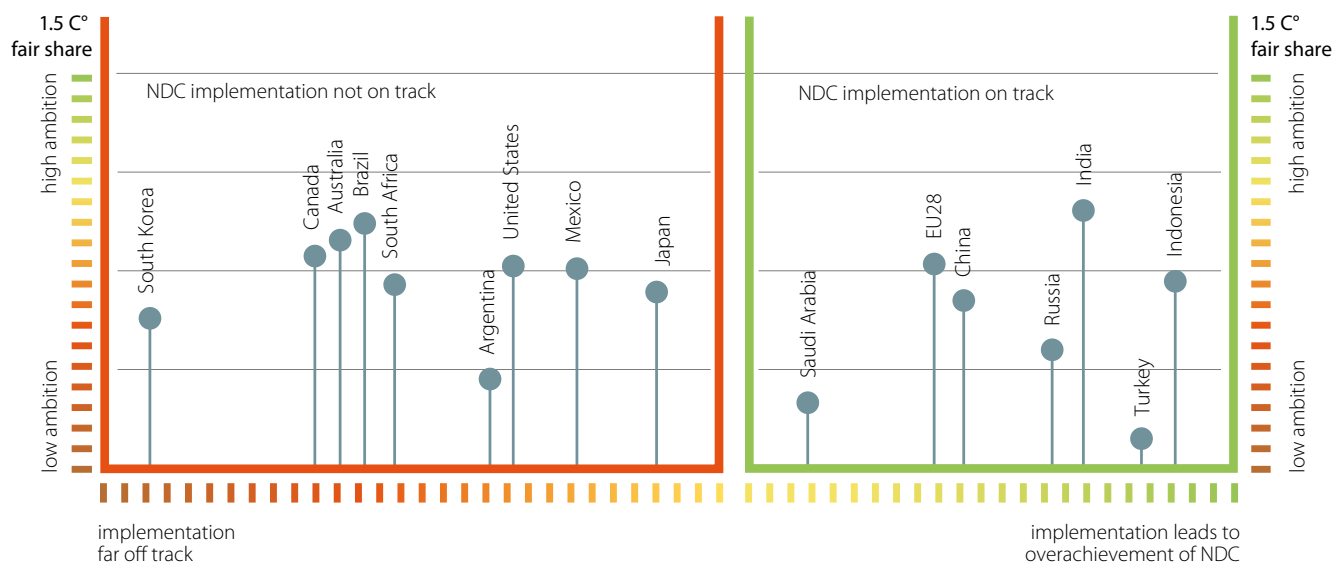 1.5 C°
fair share
high ambition
low ambition
NDC implementation not on track
South Korea
Canada
Australia
Brazil
South Africa
Argentina
United States
Mexico
Japan
implementation
far off track
NDC implementation on track
Saudi Arabia
EU28
China
Russia
India
Turkey
Indonesia
1.5 C°
fair share
high ambition
low ambition
implementation leads to
overachievement of NDC